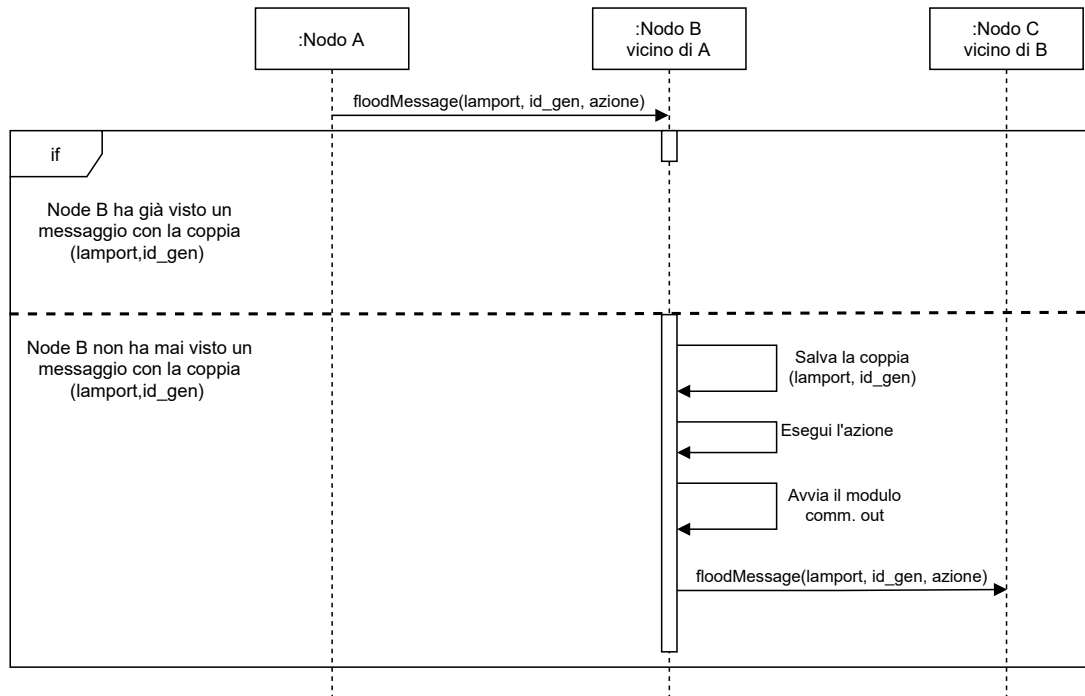 :Nodo A
:Nodo B
vicino di A
:Nodo C
vicino di B
floodMessage(lamport, id_gen, azione)
if
Node B ha già visto un
messaggio con la coppia
(lamport,id_gen)
Node B non ha mai visto un
messaggio con la coppia
(lamport,id_gen)
Salva la coppia
(lamport, id_gen)
Esegui l'azione
Avvia il modulo
comm. out
floodMessage(lamport, id_gen, azione)